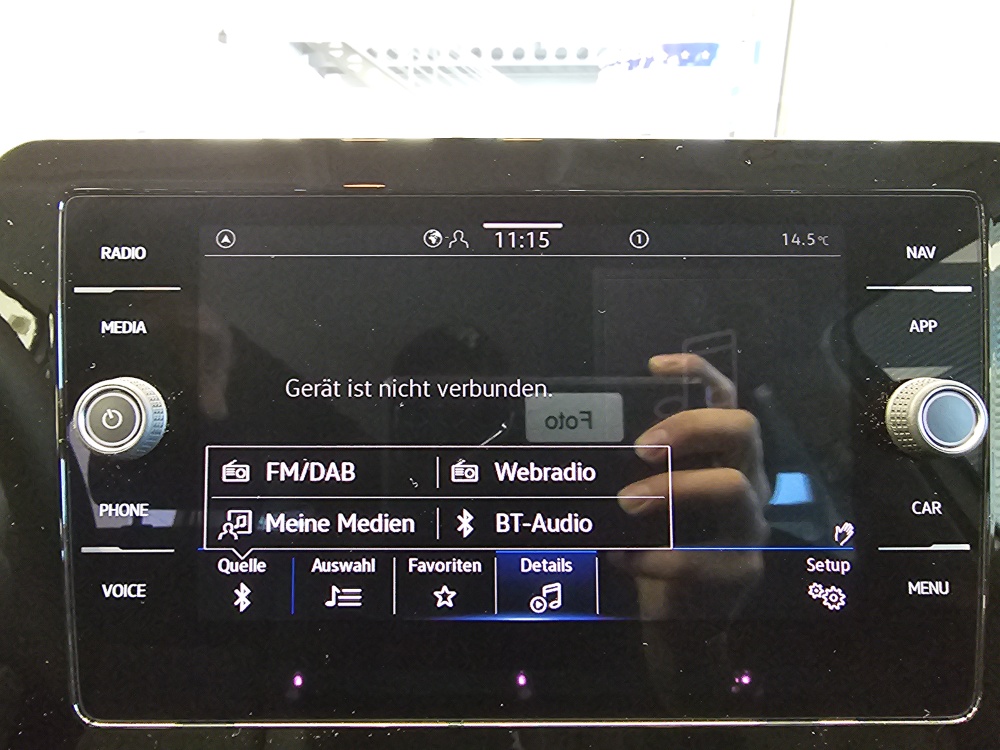 RADIO
MEDIA
PHONE
VOICE
11:15
1
14.5°C
Gerät ist nicht verbunden.
Foto
FM/DAB
Webradio
Meine Medien
BT-Audio
Quelle
Auswahl
Favoriten
Details
Setup
NAV
APP
CAR
MENU